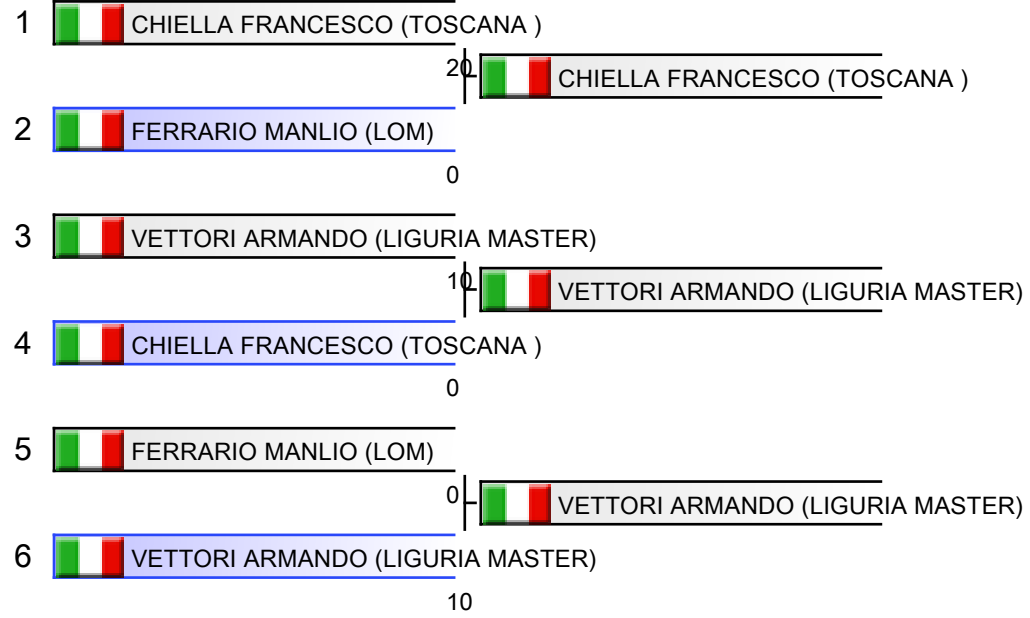 1 CHIELLA FRANCESCO (TOSCANA )
20 CHIELLA FRANCESCO (TOSCANA )
2 FERRARIO MANLIO (LOM)
0
3 VETTORI ARMANDO (LIGURIA MASTER)
10 VETTORI ARMANDO (LIGURIA MASTER)
4 CHIELLA FRANCESCO (TOSCANA )
0
5 FERRARIO MANLIO (LOM)
0 VETTORI ARMANDO (LIGURIA MASTER)
6 VETTORI ARMANDO (LIGURIA MASTER)
10